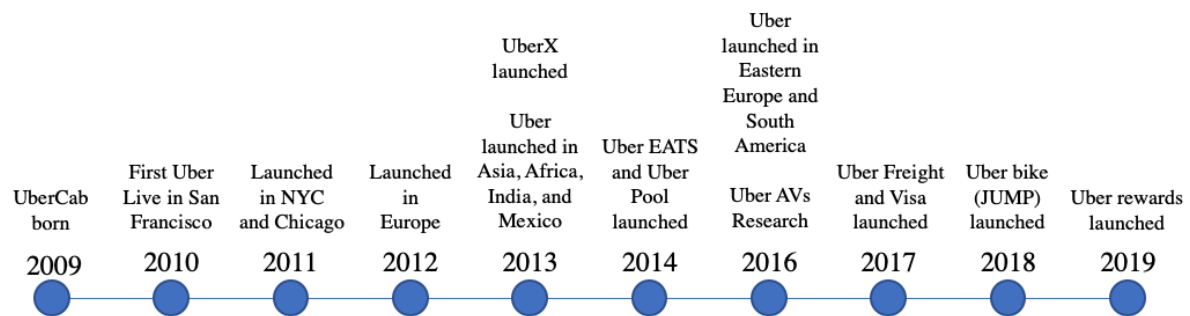 UberCab
born
2009
First Uber
Live in San
Francisco
2010
Launched
in NYC
and Chicago
2011
Launched
in
Europe
2012
UberX
launched
Uber
launched in
Asia, Africa,
India, and
Mexico
2013
Uber EATS
and Uber
Pool
launched
2014
Uber
launched in
Eastern
Europe and
South
America
Uber AVs
Research
2016
Uber Freight
and Visa
launched
2017
Uber bike
(JUMP)
launched
2018
Uber rewards
launched
2019